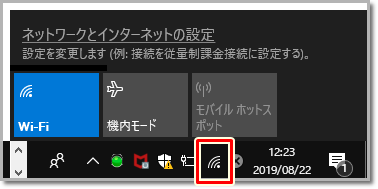 ネットワークとインターネットの設定
設定を変更します (例: 接続を従量制課金接続に設定する)。
Wi-Fi
機内モード
モバイル ホットス
ポット
12:23
2019/08/22
1